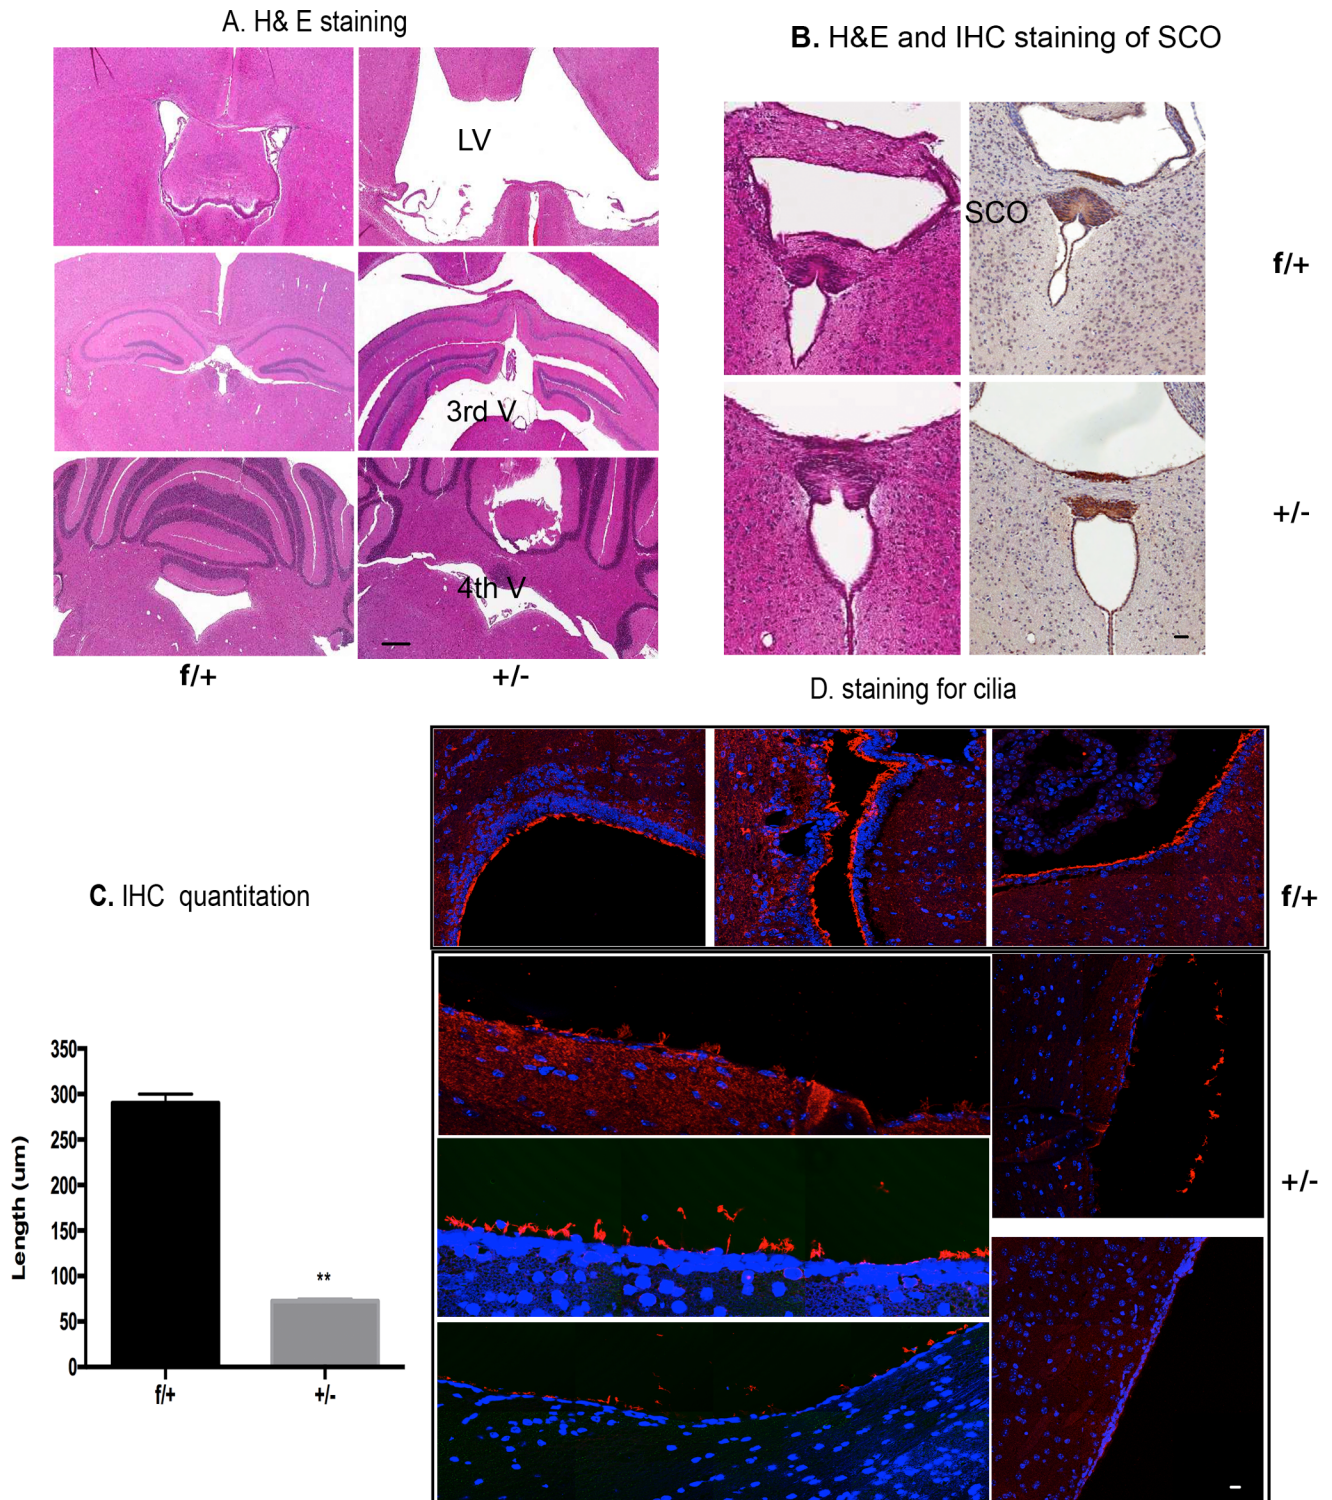 A. H& E staining
B. H&E and IHC staining of SCO
LV
3rd V
4th V
f/+
+/-
SCO
f/+
+/-
C. IHC quantitation
350
300
250
200
150
100
50
0
Length (um)
**
f/+
+/-
D. staining for cilia
f/+
+/-